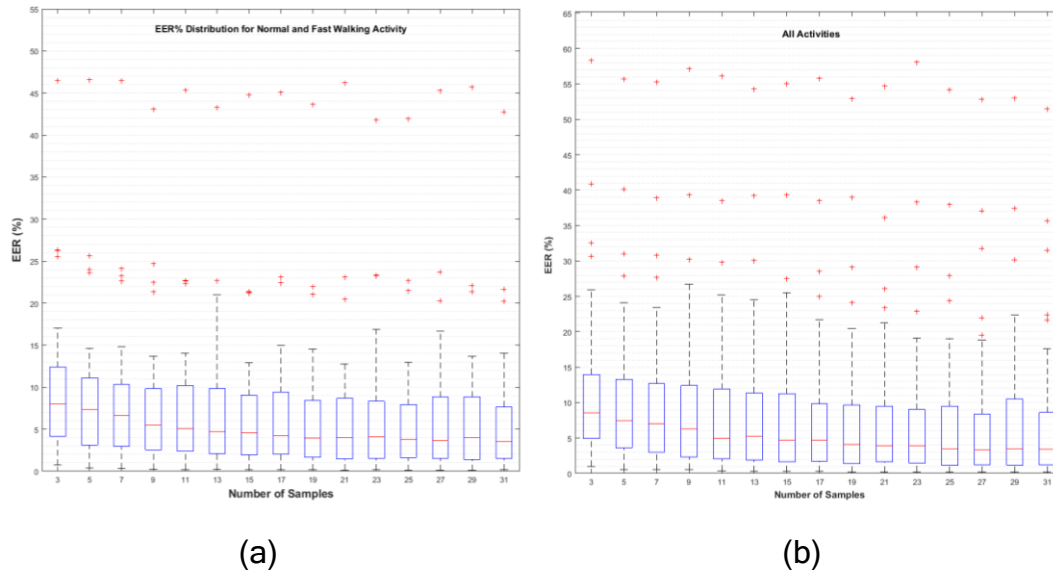 EER% Distribution for Normal and Fast Walking Activity
EER (%)
55
50
45
40
35
30
25
20
15
10
5
0
3 5 7 9 11 13 15 17 19 21 23 25 27 29 31
Number of Samples
(a)
All Activities
EER (%)
65
60
55
50
45
40
35
30
25
20
15
10
5
0
3 5 7 9 11 13 15 17 19 21 23 25 27 29 31
Number of Samples
(b)